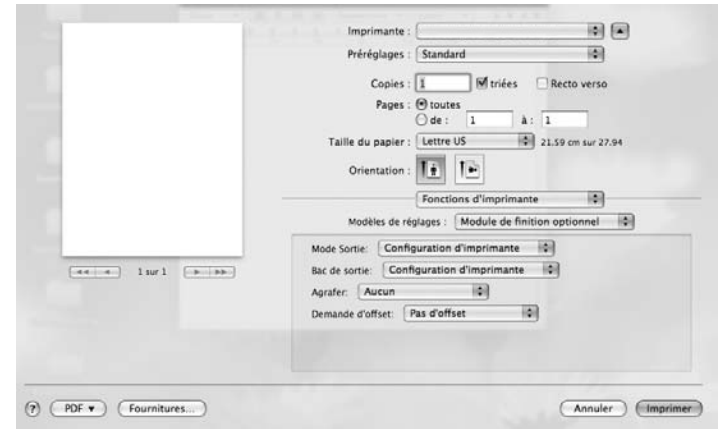 Imprimante :
Préréglages : Standard
Copies : 1 triées Recto verso
Pages : toutes
de : 1 à : 1
Taille du papier : Lettre US 21.59 cm sur 27.94
Orientation :
Fonctions d'imprimante
Modèles de réglages : Module de finition optionnel
Mode Sortie: Configuration d'imprimante
Bac de sortie: Configuration d'imprimante
Agrafer: Aucun
Demande d'offset: Pas d'offset
1 sur 1
? PDF ▼ Fournitures... Annuler Imprimer